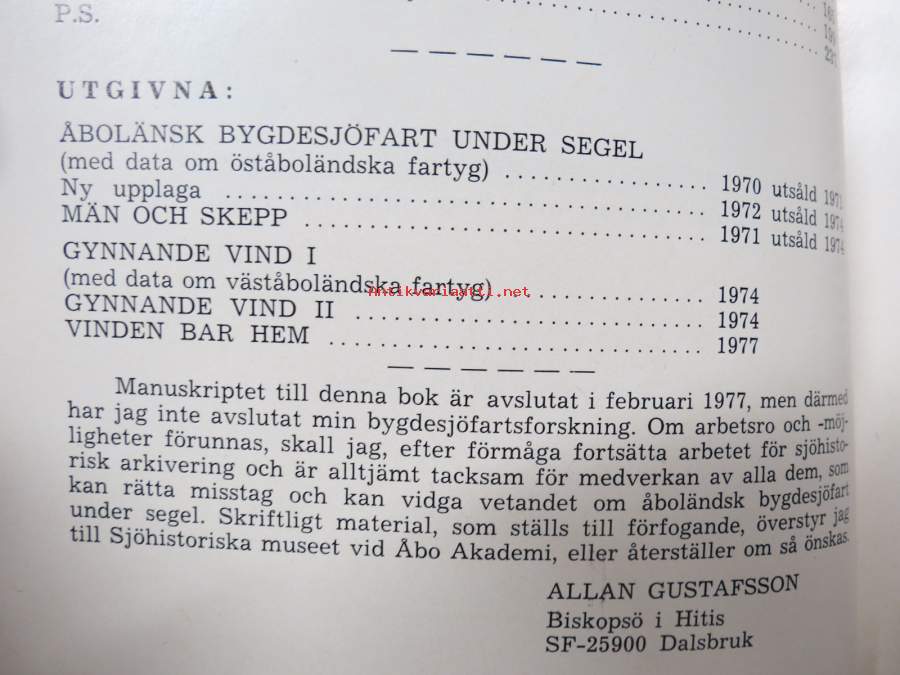 P.S.
UTGIVNA:
ÅBOLÄNSK BYGDESJÖFART UNDER SEGEL
(med data om öståboländska fartyg) .................. 1970 utsåld 1971
Ny upplaga .......................................... 1972 utsåld 1974
MÄN OCH SKEPP ................................... 1971 utsåld 1974
GYNNANDE VIND I
(med data om väståboländska fartyg) .................. 1974
GYNNANDE VIND II ............................... 1974
VINDEN BAR HEM ................................. 1977
Manuskriptet till denna bok är avslutat i februari 1977, men därmed
har jag inte avslutat min bygdesjöfartsforskning. Om arbetsro och -möj-
ligheter förunnas, skall jag, efter förmåga fortsätta arbetet för sjöhisto-
risk arkivering och är alltjämt tacksam för medverkan av alla dem, som
kan rätta misstag och kan vidga vetandet om åboländsk bygdesjöfart
under segel. Skriftligt material, som ställs till förfogande, överstyr jag
till Sjöhistoriska museet vid Åbo Akademi, eller återställer om så önskas.
ALLAN GUSTAFSSON
Biskopsö i Hitis
SF-25900 Dalsbruk
antikvariaatti.net